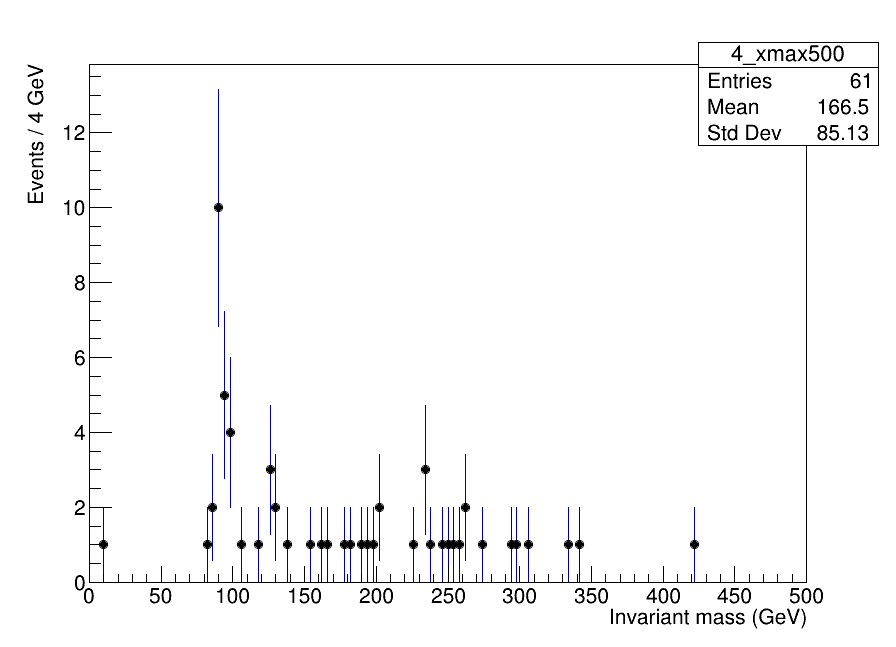 4_xmax500
Entries 61
Mean 166.5
Std Dev 85.13
Events / 4 GeV
12
10
8
6
4
2
0
0 50 100 150 200 250 300 350 400 450 500
Invariant mass (GeV)